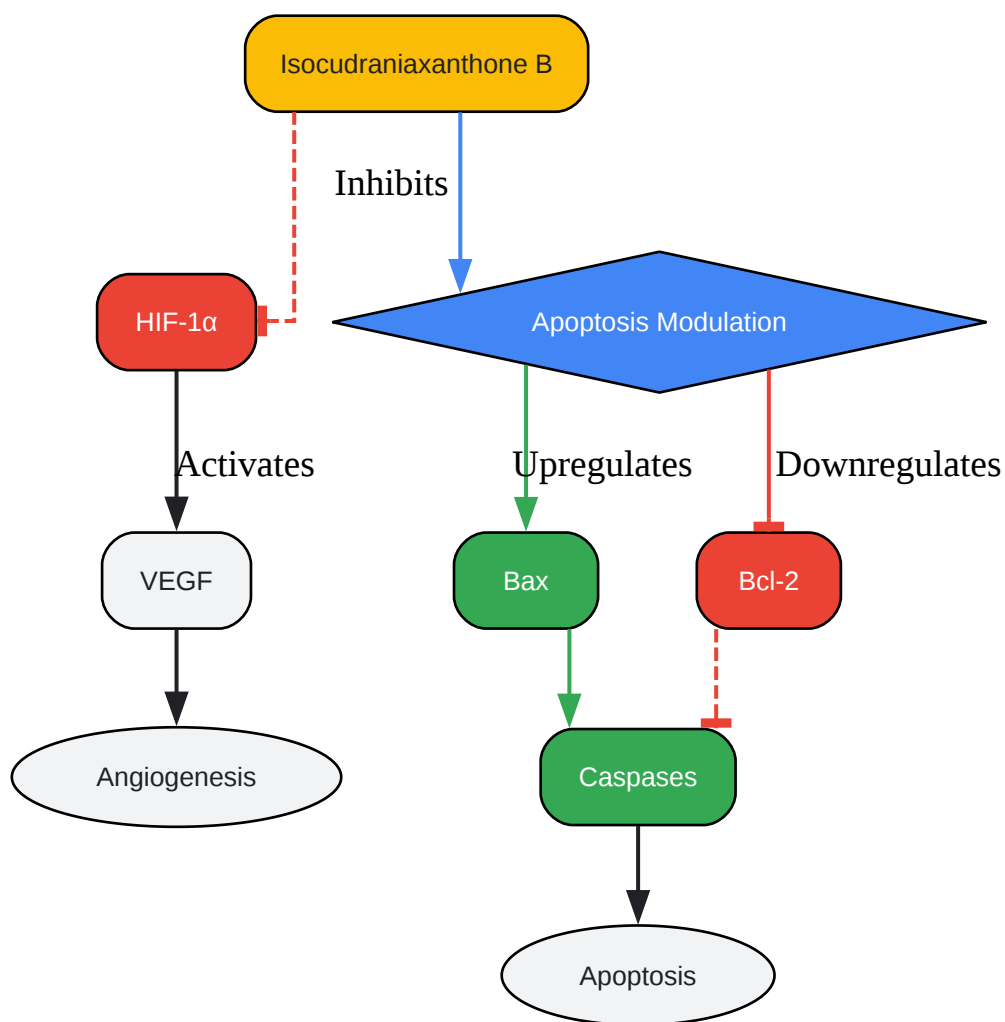 Isocudraniaxanthone B
Inhibits
HIF-1α
Apoptosis Modulation
Activates
Upregulates
Downregulates
VEGF
Bax
Bcl-2
Angiogenesis
Caspases
Apoptosis